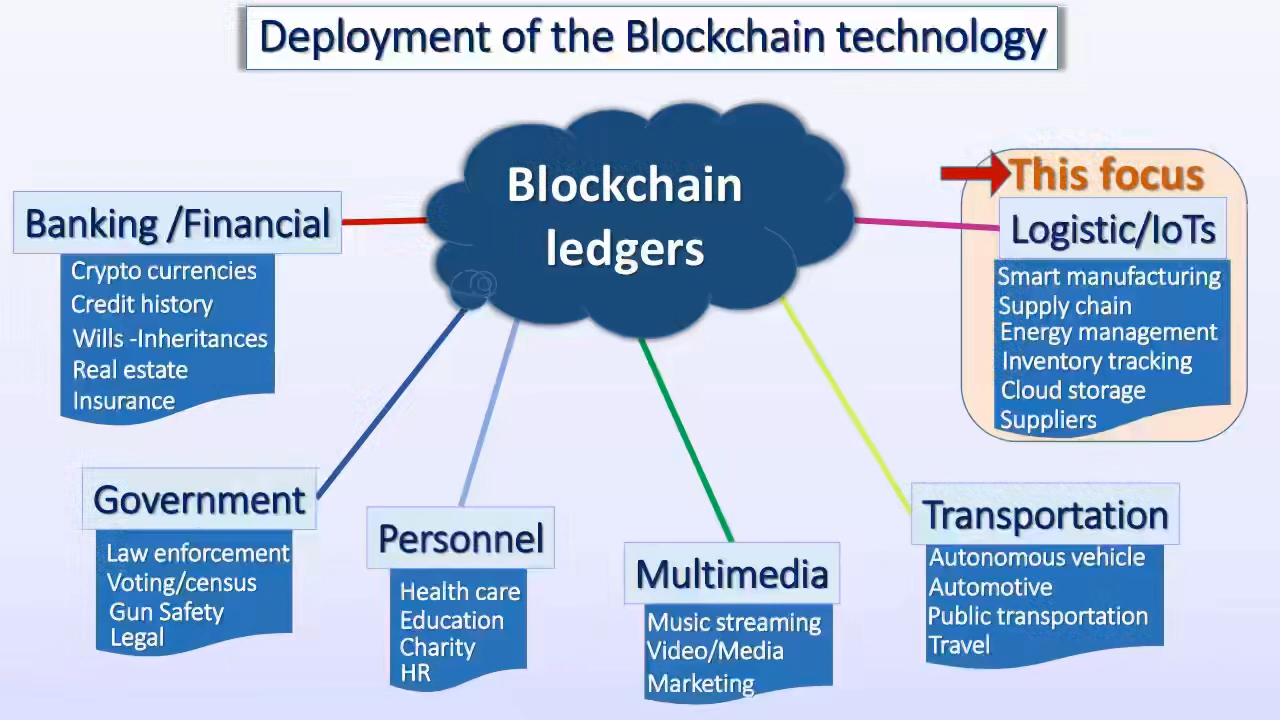 Deployment of the Blockchain technology
Blockchain
ledgers
Banking /Financial
Crypto currencies
Credit history
Wills -Inheritances
Real estate
Insurance
This focus
Logistic/IoTs
Smart manufacturing
Supply chain
Energy management
Inventory tracking
Cloud storage
Suppliers
Government
Law enforcement
Voting/census
Gun Safety
Legal
Personnel
Health care
Education
Charity
HR
Multimedia
Music streaming
Video/Media
Marketing
Transportation
Autonomous vehicle
Automotive
Public transportation
Travel